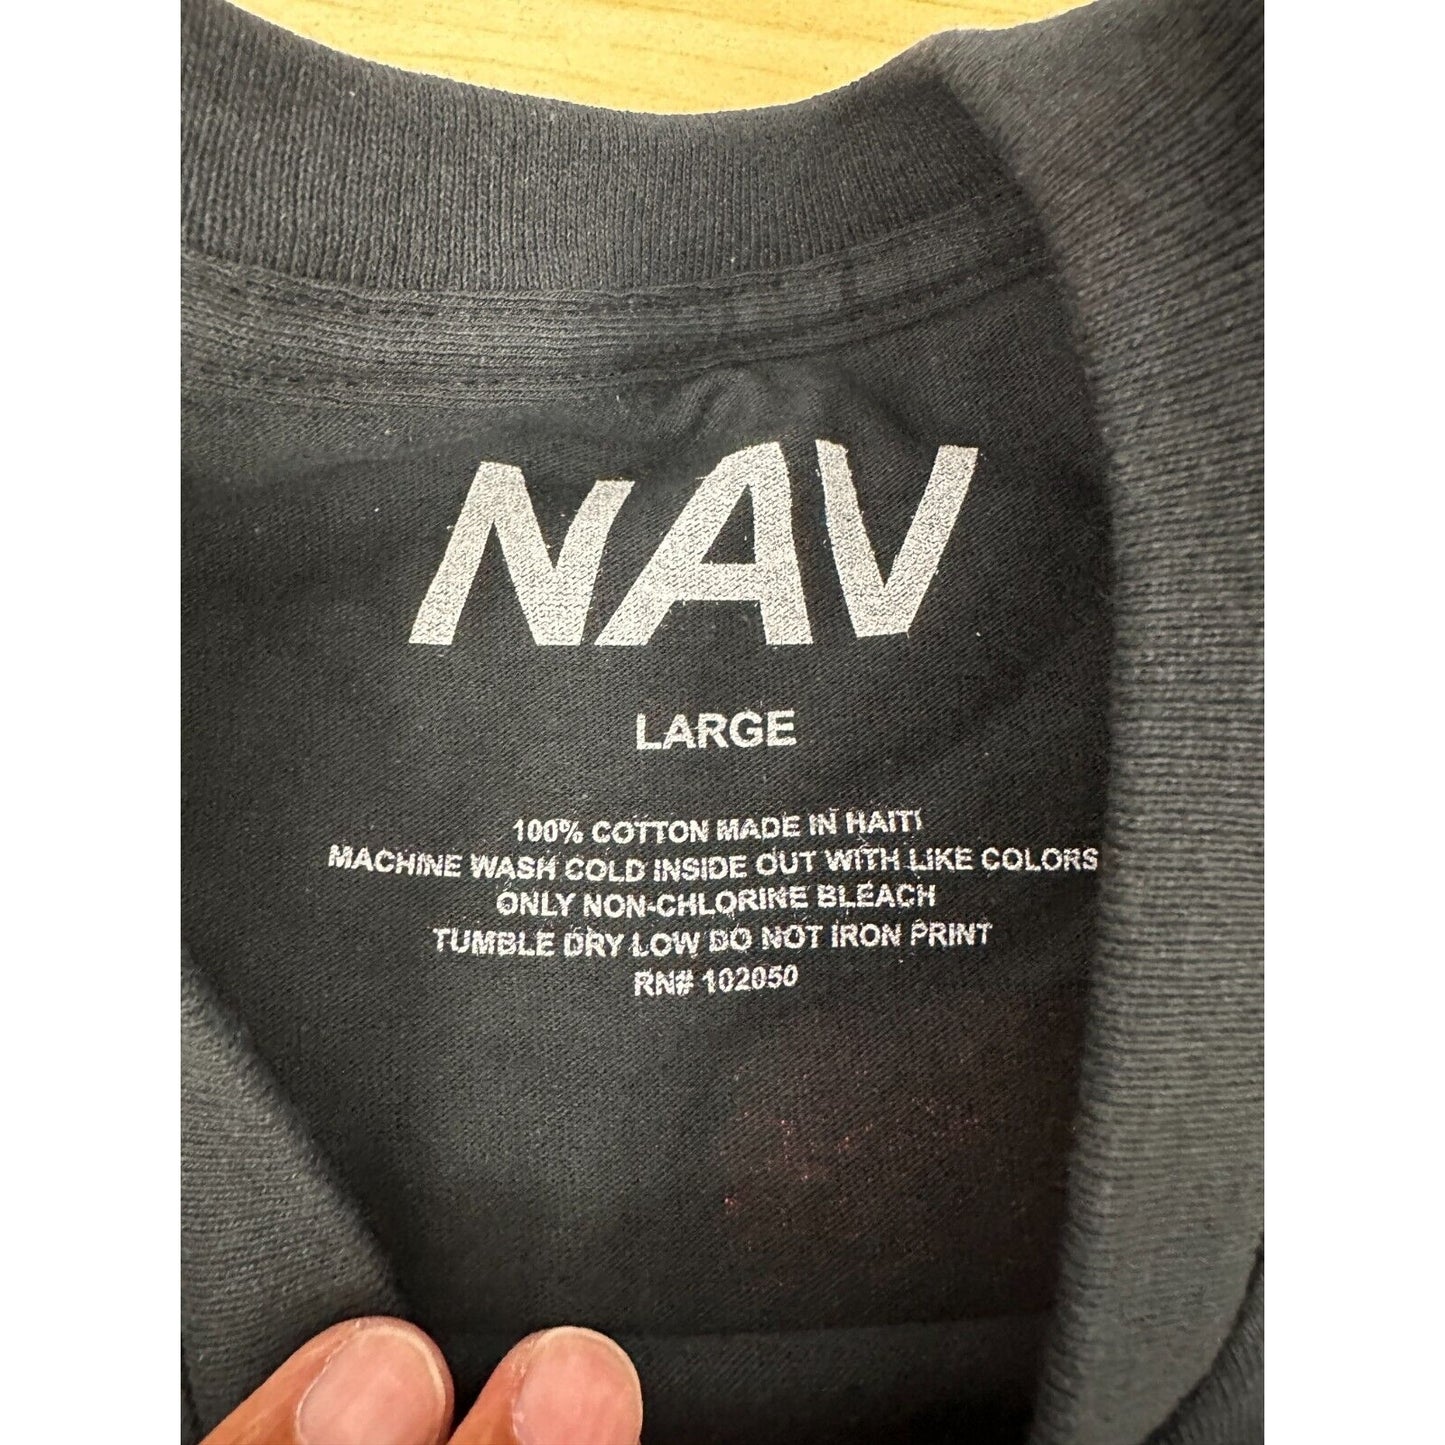 NAV
LARGE
100% COTTON MADE IN HAITI
MACHINE WASH COLD INSIDE OUT WITH LIKE COLORS
ONLY NON-CHLORINE BLEACH
TUMBLE DRY LOW DO NOT IRON PRINT
RN# 102050